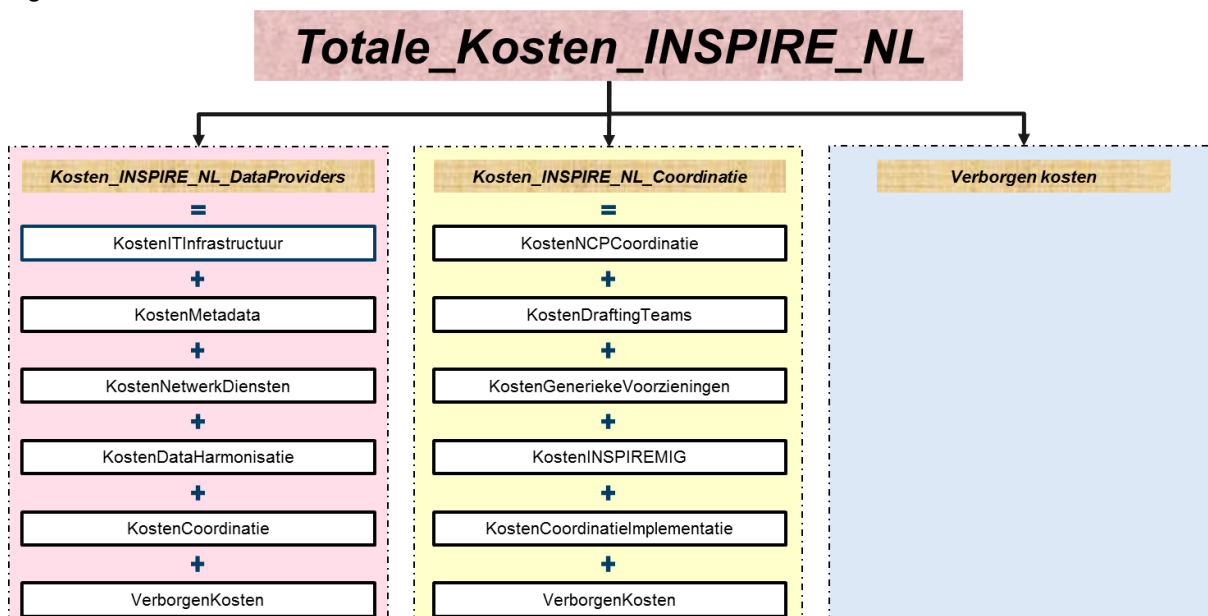 Totale_Kosten_INSPIRE_NL
Kosten_INSPIRE_NL_DataProviders
=
KostenITInfrastructuur
+
KostenMetadata
+
KostenNetwerkDiensten
+
KostenDataHarmonisatie
+
KostenCoordinatie
+
VerborgenKosten
Kosten_INSPIRE_NL_Coordinatie
=
KostenNCPCoordinatie
+
KostenDraftingTeams
+
KostenGeneriekeVoorzieningen
+
KostenINSPIREMIG
+
KostenCoordinatieImplementatie
+
VerborgenKosten
Verborgen kosten